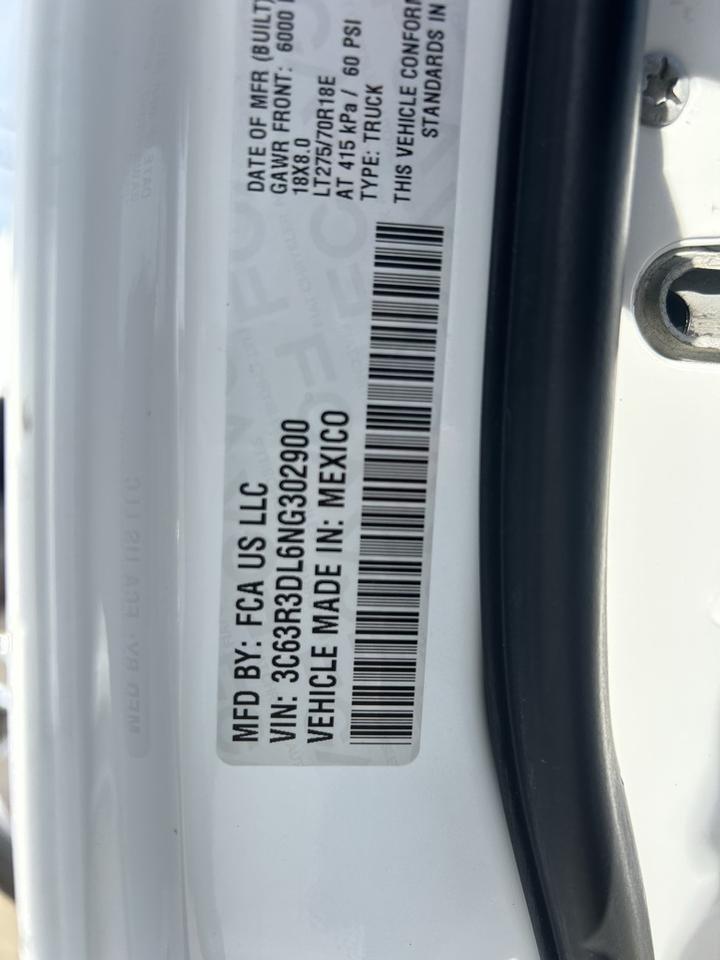 MFD BY: FCA US LLC
VIN: 3C63R3DL6NG302900
VEHICLE MADE IN: MEXICO
DATE OF MFR (BUILT)
GAWR FRONT: 6000
18X8.0
LT275/70R18E
AT 415 kPa / 60 PSI
TYPE: TRUCK
THIS VEHICLE CONFOR
STANDARDS IN